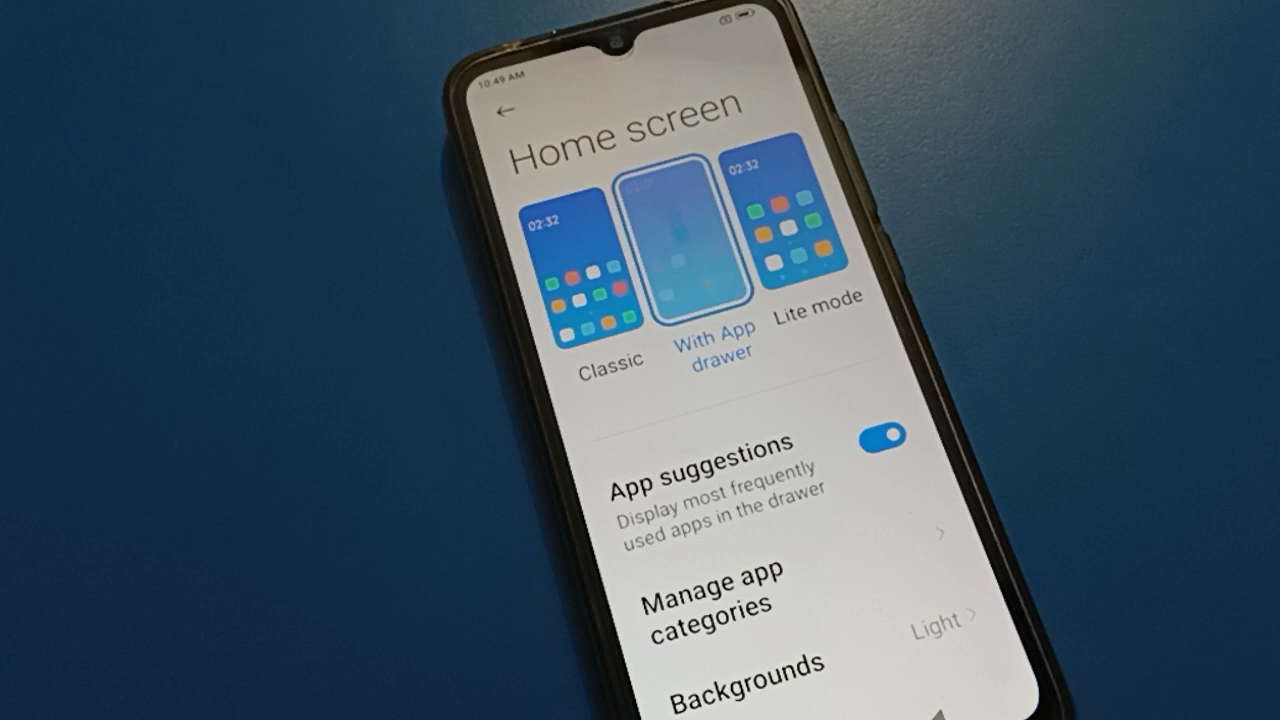 10:49 AM
Home screen
02:32
02:32
Classic
With App
drawer
Lite mode
App suggestions
Display most frequently
used apps in the drawer
Manage app
categories
Backgrounds
Light